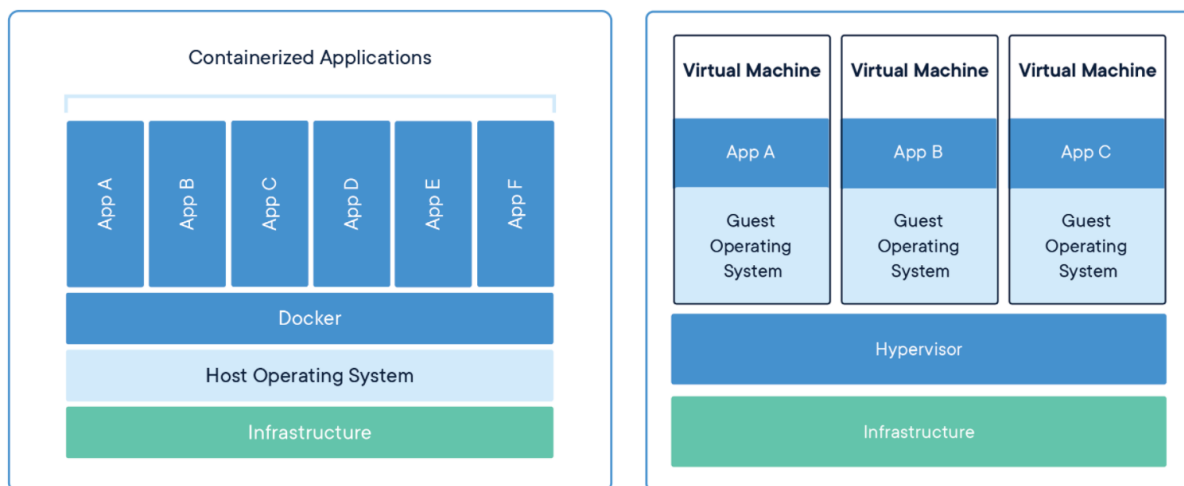 Containerized Applications
App A
App B
App C
App D
App E
App F
Docker
Host Operating System
Infrastructure
Virtual Machine
App A
Guest
Operating
System
Virtual Machine
App B
Guest
Operating
System
Virtual Machine
App C
Guest
Operating
System
Hypervisor
Infrastructure